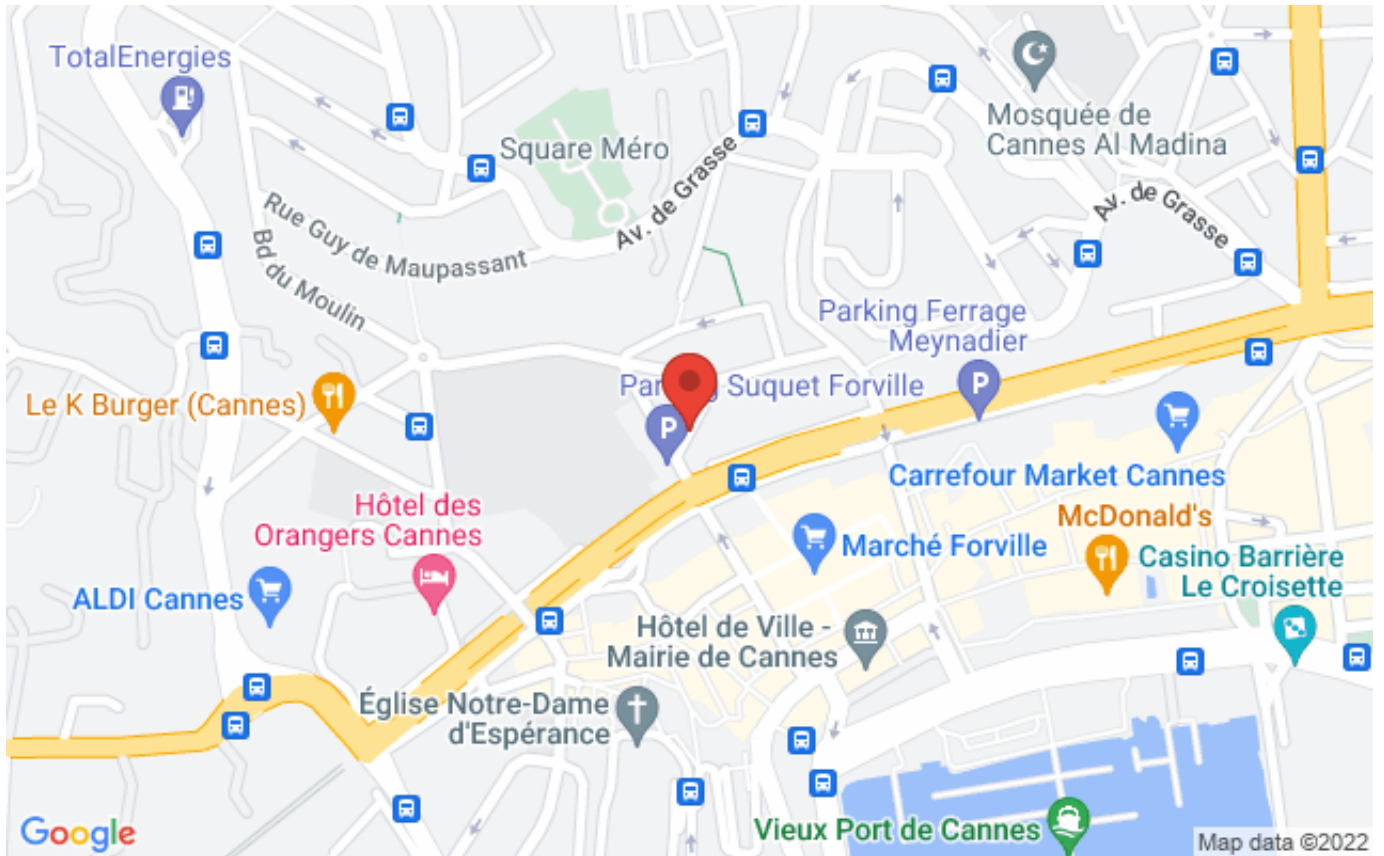 TotalEnergies
Mosquée de
Cannes Al Madina
Square Méro
Av. de Grasse
Av. de Grasse
Rue Guy de Maupassant
Bd du Moulin
Parking Ferrage
Meynadier
Suquet Forville
P
P
Le K Burger (Cannes)
Carrefour Market Cannes
Hôtel des
Orangers Cannes
McDonald's
Marché Forville
Casino Barrière
Le Croisette
ALDI Cannes
Hôtel de Ville -
Mairie de Cannes
Église Notre-Dame
d'Espérance
Vieux Port de Cannes
Google
Map data ©2022